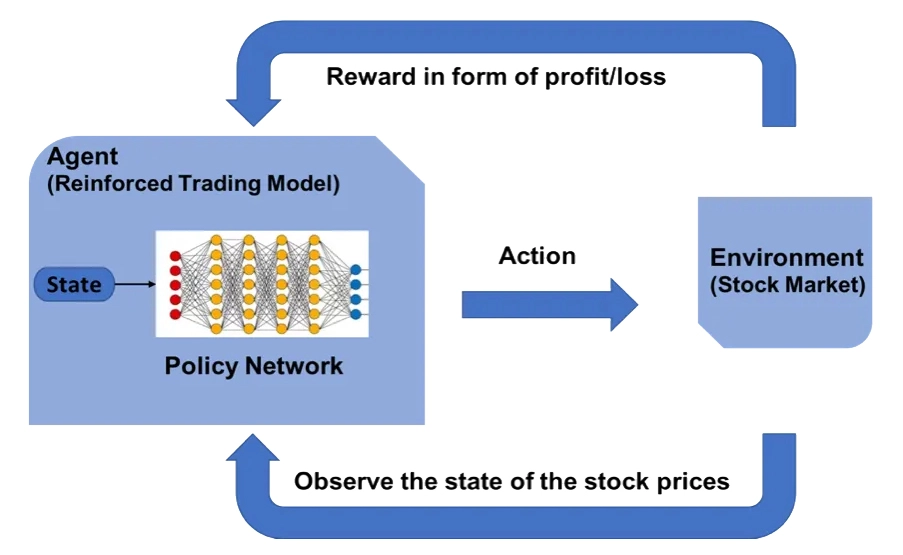 Reward in form of profit/loss
Agent
(Reinforced Trading Model)
State
Policy Network
Action
Environment
(Stock Market)
Observe the state of the stock prices